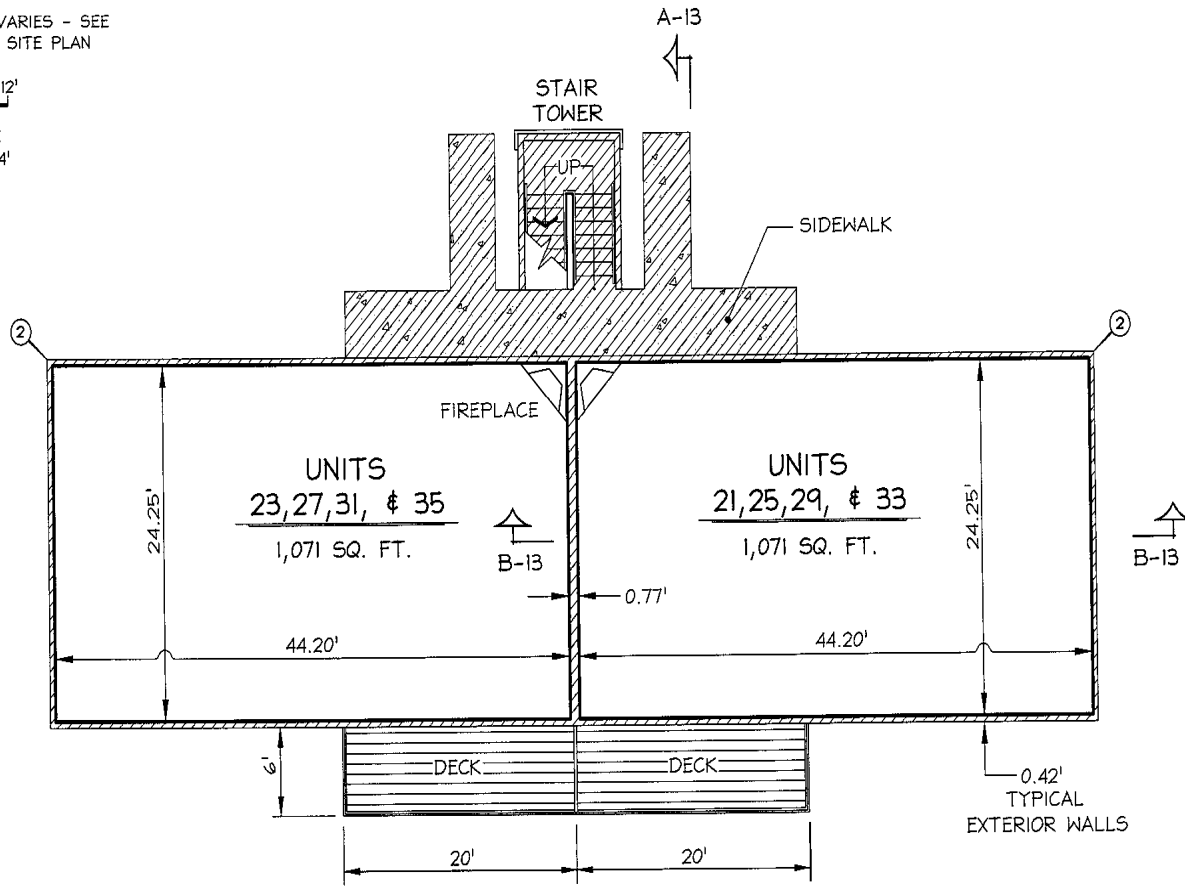 VARIES - SEE
SITE PLAN
12'
4'
A-13
STAIR
TOWER
UP
SIDEWALK
2
2
FIREPLACE
UNITS
23,27,31, & 35
1,071 SQ. FT.
UNITS
21,25,29, & 33
1,071 SQ. FT.
24.25'
24.25'
B-13
B-13
0.77'
44.20'
44.20'
6'
DECK
DECK
0.42'
TYPICAL
EXTERIOR WALLS
20'
20'